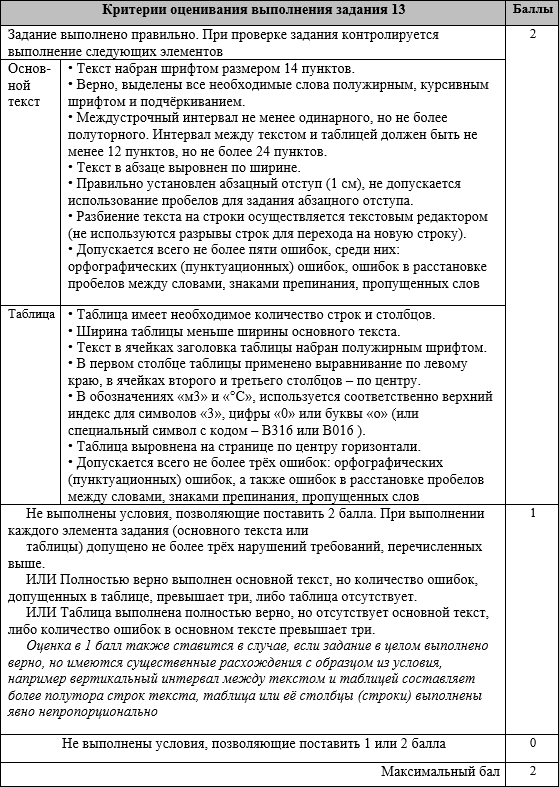 Критерии оценивания выполнения задания 13
Баллы
Задание выполнено правильно. При проверке задания контролируется
выполнение следующих элементов
2
Основ-
ной
текст
• Текст набран шрифтом размером 14 пунктов.
• Верно, выделены все необходимые слова полужирным, курсивным
шрифтом и подчёркиванием.
• Междустрочный интервал не менее одинарного, но не более
полуторного. Интервал между текстом и таблицей должен быть не
менее 12 пунктов, но не более 24 пунктов.
• Текст в абзаце выровнен по ширине.
• Правильно установлен абзацный отступ (1 см), не допускается
использование пробелов для задания абзацного отступа.
• Разбиение текста на строки осуществляется текстовым редактором
(не используются разрывы строк для перехода на новую строку).
• Допускается всего не более пяти ошибок, среди них:
орфографических (пунктуационных) ошибок, ошибок в расстановке
пробелов между словами, знаками препинания, пропущенных слов
Таблица
• Таблица имеет необходимое количество строк и столбцов.
• Ширина таблицы меньше ширины основного текста.
• Текст в ячейках заголовка таблицы набран полужирным шрифтом.
• В первом столбце таблицы применено выравнивание по левому
краю, в ячейках второго и третьего столбцов – по центру.
• В обозначениях «м3» и «°C», используется соответственно верхний
индекс для символов «3», цифры «0» или буквы «о» (или
специальный символ с кодом – B316 или B016 ).
• Таблица выровнена на странице по центру горизонтали.
• Допускается всего не более трёх ошибок: орфографических
(пунктуационных) ошибок, а также ошибок в расстановке пробелов
между словами, знаками препинания, пропущенных слов
Не выполнены условия, позволяющие поставить 2 балла. При выполнении
каждого элемента задания (основного текста или
таблицы) допущено не более трёх нарушений требований, перечисленных
выше.
ИЛИ Полностью верно выполнен основной текст, но количество ошибок,
допущенных в таблице, превышает три, либо таблица отсутствует.
ИЛИ Таблица выполнена полностью верно, но отсутствует основной текст,
либо количество ошибок в основном тексте превышает три.
Оценка в 1 балл также ставится в случае, если задание в целом выполнено
верно, но имеются существенные расхождения с образцом из условия,
например вертикальный интервал между текстом и таблицей составляет
более полутора строк текста, таблица или её столбцы (строки) выполнены
явно непропорционально
1
Не выполнены условия, позволяющие поставить 1 или 2 балла
0
Максимальный бал
2